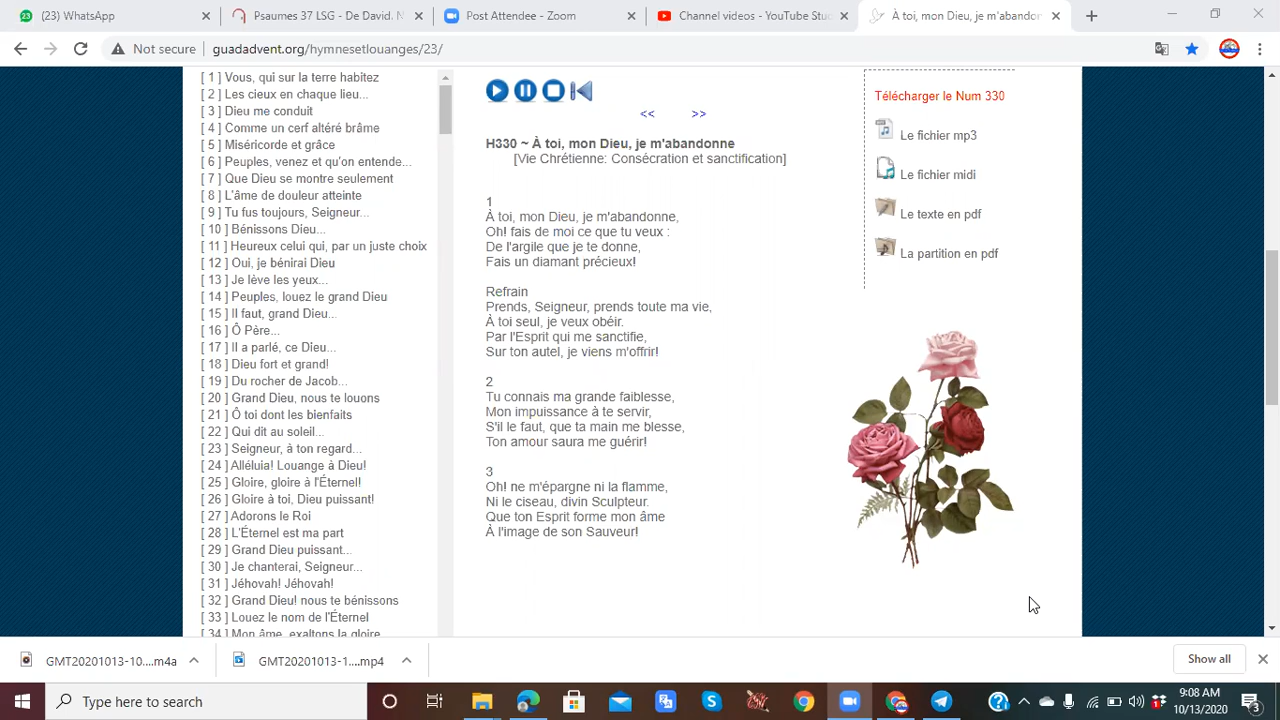 (23) WhatsApp
Psaumes 37 LSG - De David. N
Post Attendee - Zoom
Channel videos - YouTube Stu
À toi, mon Dieu, je m'abandon
Not secure
guadadvent.org/hymnesetlouanges/23/
[ 1 ] Vous, qui sur la terre habitez
[ 2 ] Les cieux en chaque lieu...
[ 3 ] Dieu me conduit
[ 4 ] Comme un cerf altéré brâme
[ 5 ] Miséricorde et grâce
[ 6 ] Peuples, venez et qu'on entende...
[ 7 ] Que Dieu se montre seulement
[ 8 ] L'âme de douleur atteinte
[ 9 ] Tu fus toujours, Seigneur...
[ 10 ] Bénissons Dieu...
[ 11 ] Heureux celui qui, par un juste choix
[ 12 ] Oui, je bénirai Dieu
[ 13 ] Je lève les yeux...
[ 14 ] Peuples, louez le grand Dieu
[ 15 ] Il faut, grand Dieu...
[ 16 ] Ô Père...
[ 17 ] Il a parlé, ce Dieu...
[ 18 ] Dieu fort et grand!
[ 19 ] Du rocher de Jacob...
[ 20 ] Grand Dieu, nous te louons
[ 21 ] Ô toi dont les bienfaits
[ 22 ] Qui dit au soleil...
[ 23 ] Seigneur, à ton regard...
[ 24 ] Alléluia! Louange à Dieu!
[ 25 ] Gloire, gloire à l'Éternel!
[ 26 ] Gloire à toi, Dieu puissant!
[ 27 ] Adorons le Roi
[ 28 ] L'Éternel est ma part
[ 29 ] Grand Dieu puissant...
[ 30 ] Je chanterai, Seigneur...
[ 31 ] Jéhovah! Jéhovah!
[ 32 ] Grand Dieu! nous te bénissons
[ 33 ] Louez le nom de l'Éternel
[ 34 ] Mon âme, exaltons la gloire
<< >>
H330 ~ À toi, mon Dieu, je m'abandonne
[Vie Chrétienne: Consécration et sanctification]
1
À toi, mon Dieu, je m'abandonne,
Oh! fais de moi ce que tu veux :
De l'argile que je te donne,
Fais un diamant précieux!
Refrain
Prends, Seigneur, prends toute ma vie,
À toi seul, je veux obéir.
Par l'Esprit qui me sanctifie,
Sur ton autel, je viens m'offrir!
2
Tu connais ma grande faiblesse,
Mon impuissance à te servir,
S'il le faut, que ta main me blesse,
Ton amour saura me guérir!
3
Oh! ne m'épargne ni la flamme,
Ni le ciseau, divin Sculpteur.
Que ton Esprit forme mon âme
À l'image de son Sauveur!
Télécharger le Num 330
Le fichier mp3
Le fichier midi
Le texte en pdf
La partition en pdf
GMT20201013-10....m4a
GMT20201013-1....mp4
Show all
Type here to search
9:08 AM
10/13/2020